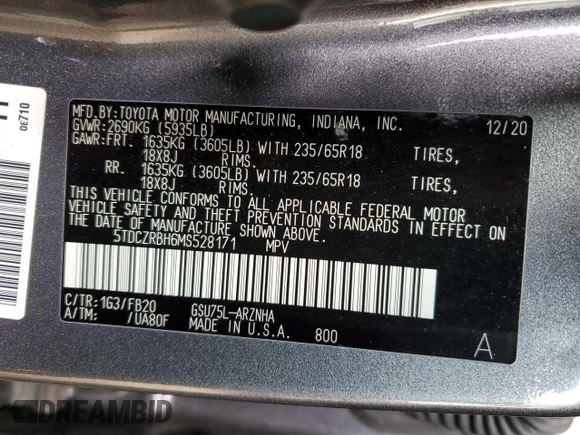 MFD.BY:TOYOTA MOTOR MANUFACTURING, INDIANA, INC. 12/20
GVWR:2690KG (5935LB)
GAWR:FRT. 1635KG (3605LB) WITH 235/65R18 TIRES,
18X8J RIMS,
RR. 1635KG (3605LB) WITH 235/65R18 TIRES,
18X8J RIMS.
THIS VEHICLE CONFORMS TO ALL APPLICABLE FEDERAL MOTOR
VEHICLE SAFETY AND THEFT PREVENTION STANDARDS IN EFFECT ON
THE DATE OF MANUFACTURE SHOWN ABOVE.
5TDCZRBH6MS528171 MPV
C/TR:1G3/FB20 GSU75L-ARZNHA
A/TM: /UA80F MADE IN U.S.A. 800
A
0E710
DREAMBID